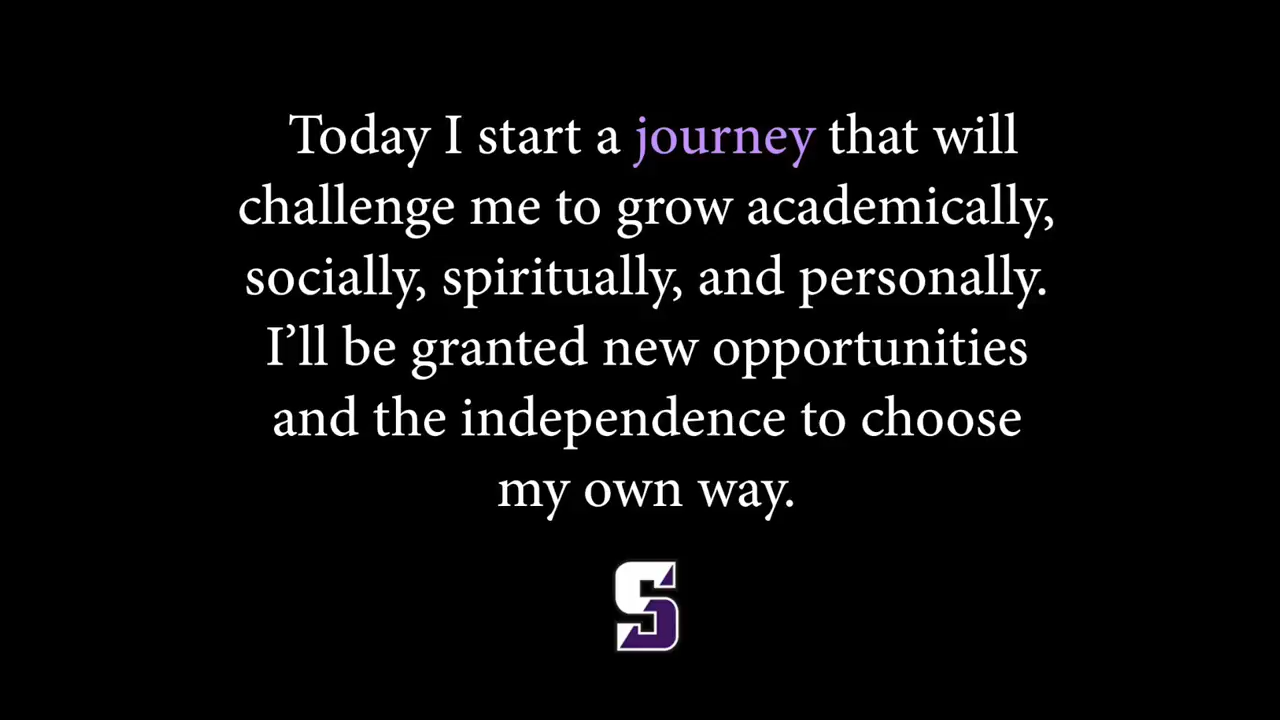 Today I start a journey that will
challenge me to grow academically,
socially, spiritually, and personally.
I’ll be granted new opportunities
and the independence to choose
my own way.
S